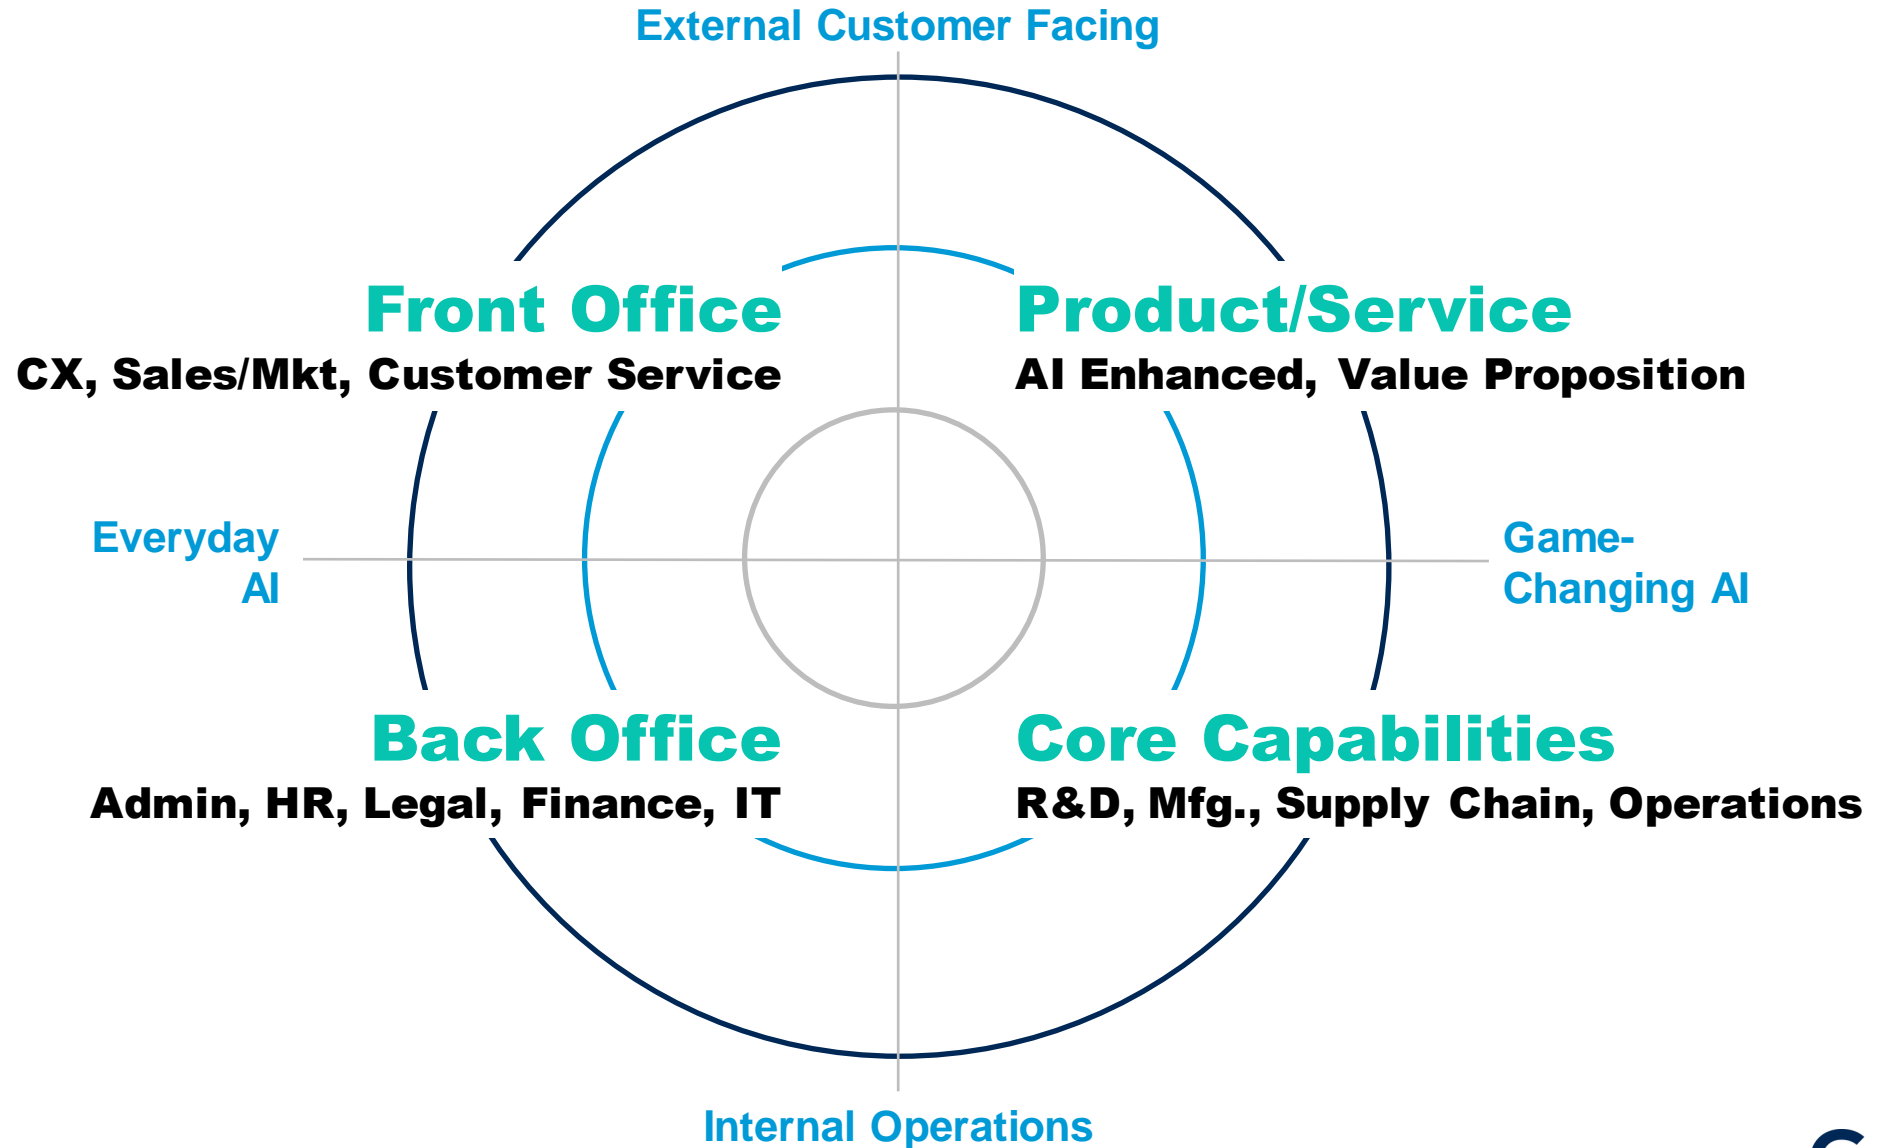 External Customer Facing
Front Office
CX, Sales/Mkt, Customer Service
Product/Service
AI Enhanced, Value Proposition
Everyday
AI
Game-
Changing AI
Back Office
Admin, HR, Legal, Finance, IT
Core Capabilities
R&D, Mfg., Supply Chain, Operations
Internal Operations